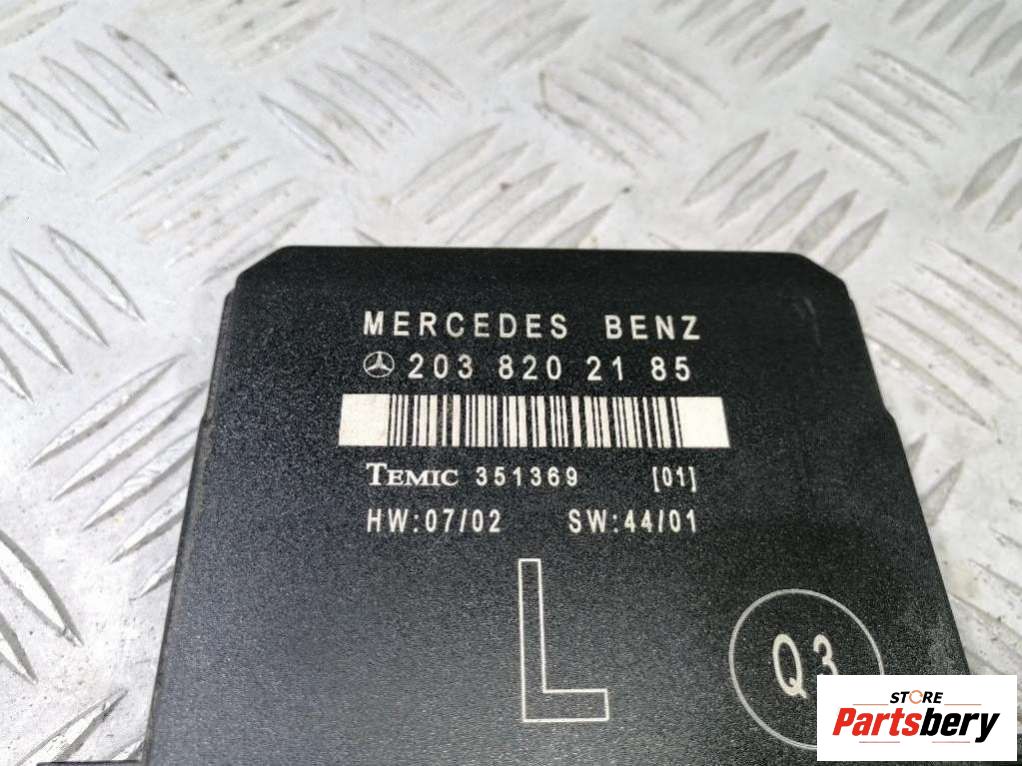 MERCEDES BENZ
203 820 21 85
TEMIC 351369 [01]
HW:07/02 SW:44/01
L
Q3
STORE
Partsbery